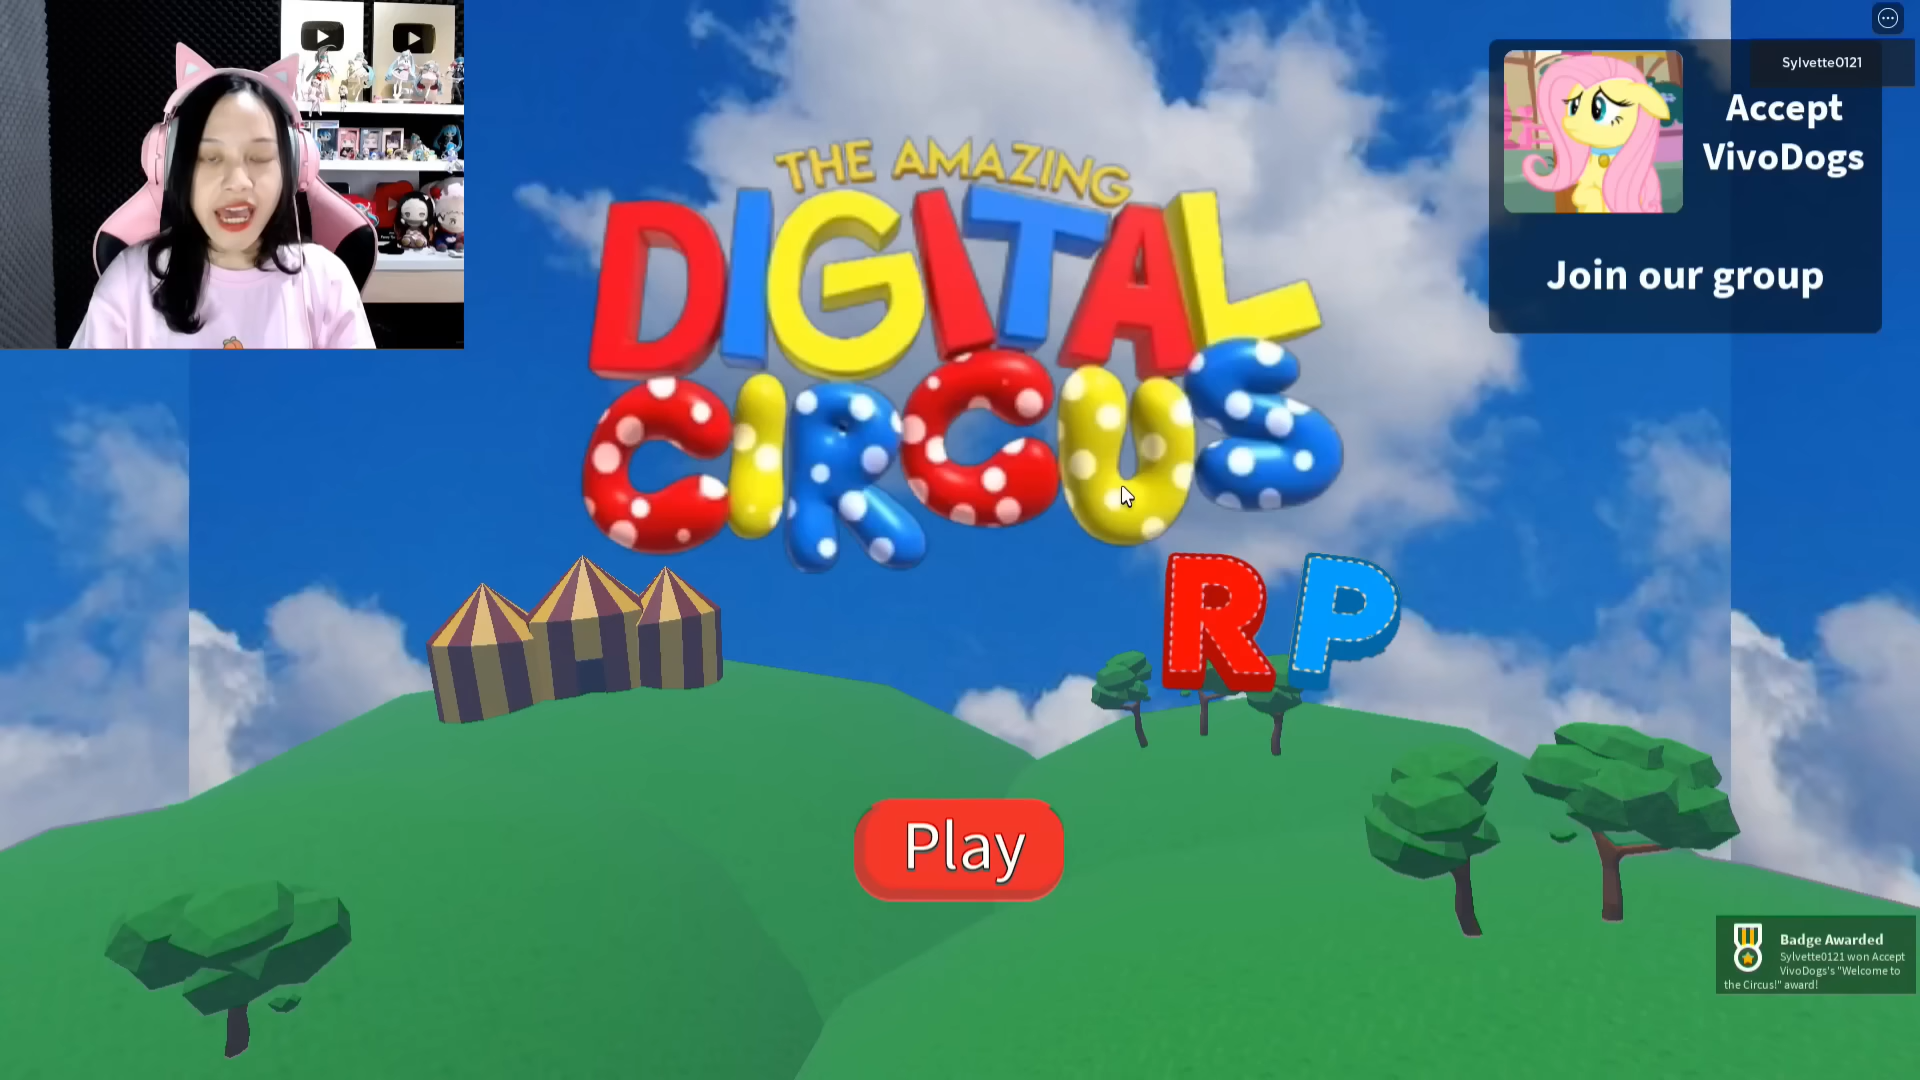 Sylvette0121
Accept
VivoDogs
Join our group
THE AMAZING
DIGITAL
CIRCUS
RP
Play
Badge Awarded
Sylvette0121 won Accept
VivoDogs's "Welcome to
the Circus!" award!